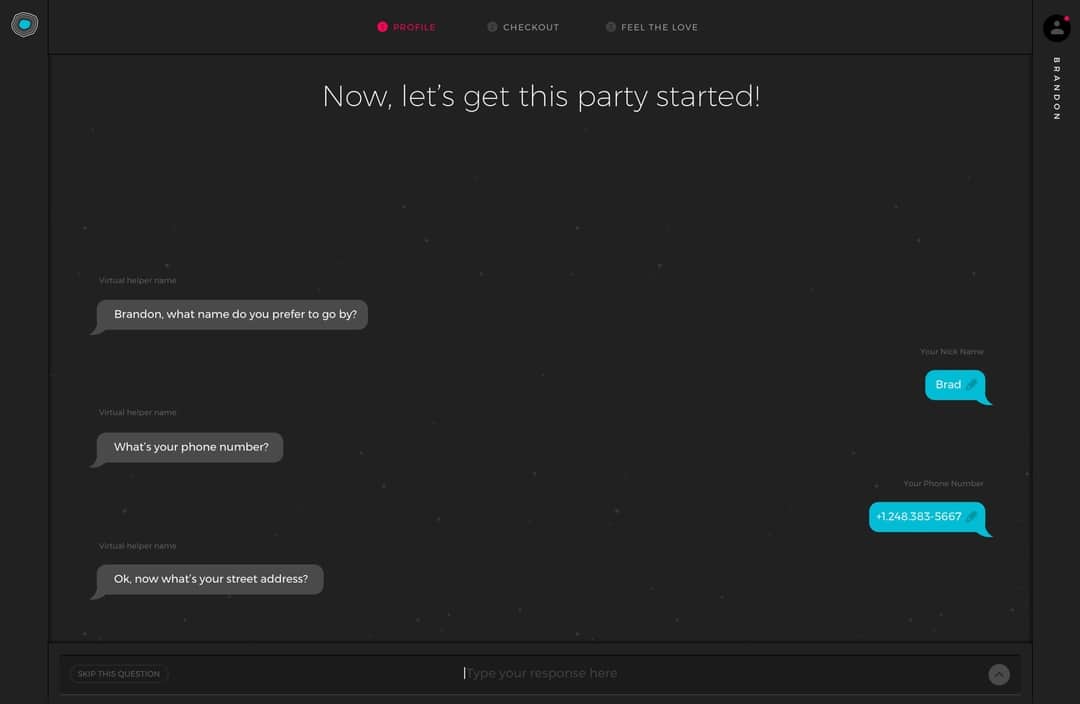 1 PROFILE
2 CHECKOUT
3 FEEL THE LOVE
BRANDON
Now, let’s get this party started!
Virtual helper name
Brandon, what name do you prefer to go by?
Your Nick Name
Brad
Virtual helper name
What’s your phone number?
Your Phone Number
+1.248.383-5667
Virtual helper name
Ok, now what’s your street address?
SKIP THIS QUESTION
Type your response here